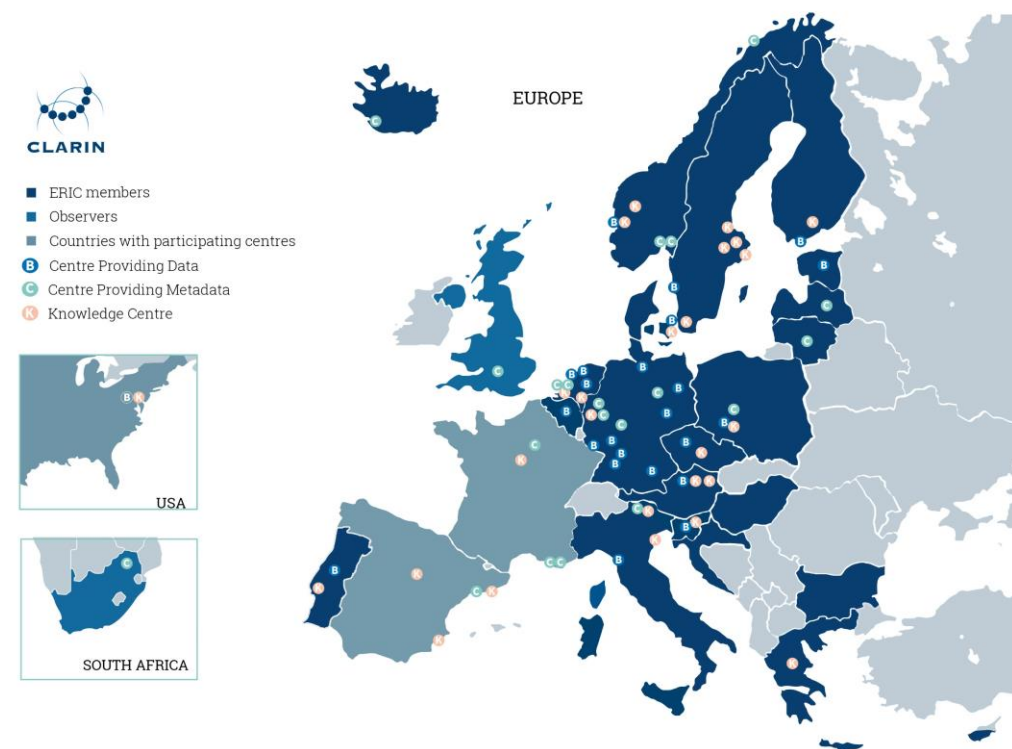 CLARIN
EUROPE
ERIC members
Observers
Countries with participating centres
B Centre Providing Data
C Centre Providing Metadata
K Knowledge Centre
B K
USA
C
SOUTH AFRICA
C
C
K
B K
C C
K
K K
K
K
B
B
B
K
B
C
C
B
K
C
B
B B
C C
K
B
K
B
C
K C
C
C
B
B
B
B
B
B
B
C
B K
B
K
B K K
C K
B K
K
B
C
K
C C
B
K
K
C K
K
K